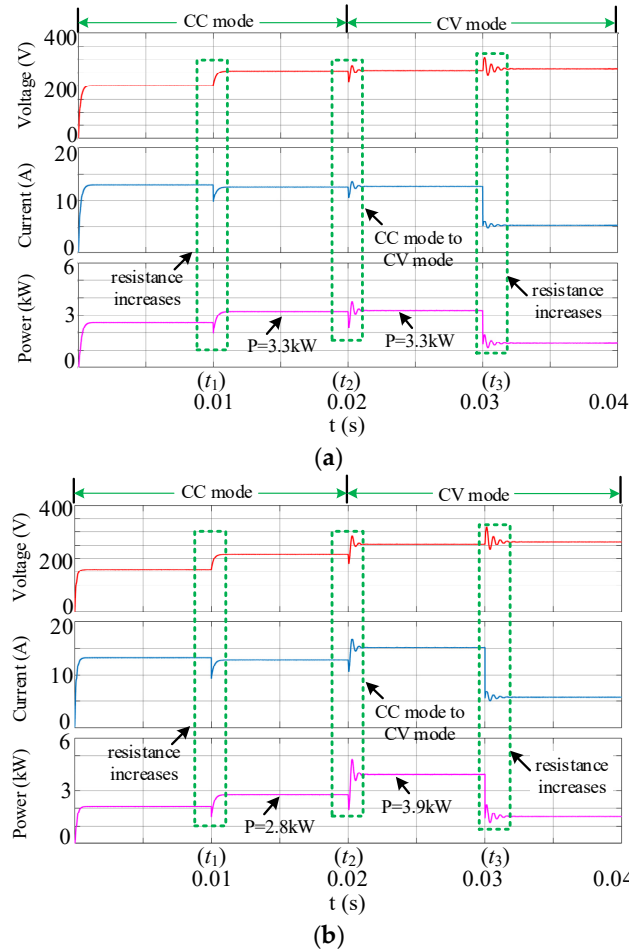 CC mode CV mode
400
200
0
Voltage (V)
20
10
0
Current (A)
CC mode to
CV mode
resistance
increases
resistance
increases
6
3
0
Power (kW)
P=3.3kW
P=3.3kW
(t1) (t2) (t3)
0.01 0.02 0.03 0.04
t (s)
(a)
CC mode CV mode
400
200
0
Voltage (V)
20
10
0
Current (A)
CC mode to
CV mode
resistance
increases
resistance
increases
6
3
0
Power (kW)
P=2.8kW
P=3.9kW
(t1) (t2) (t3)
0.01 0.02 0.03 0.04
t (s)
(b)